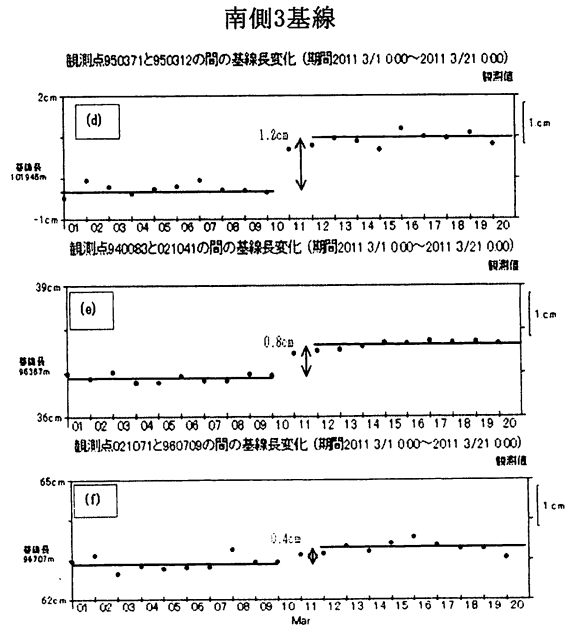 南側3基線
観測点950371と950312の間の基線長変化 (期間2011 3/1 0:00～2011 3/21 0:00)
観測値
2cm
(d)
1.2cm
1cm
基線長
101948m
-1cm
01 02 03 04 05 06 07 08 09 10 11 12 13 14 15 16 17 18 19 20
観測点940083と021041の間の基線長変化 (期間2011 3/1 0:00～2011 3/21 0:00)
観測値
39cm
(e)
0.8cm
1cm
基線長
96387m
36cm
01 02 03 04 05 06 07 08 09 10 11 12 13 14 15 16 17 18 19 20
観測点021071と960709の間の基線長変化 (期間2011 3/1 0:00～2011 3/21 0:00)
観測値
65cm
(f)
0.4cm
1cm
基線長
96707m
62cm
01 02 03 04 05 06 07 08 09 10 11 12 13 14 15 16 17 18 19 20
Mar